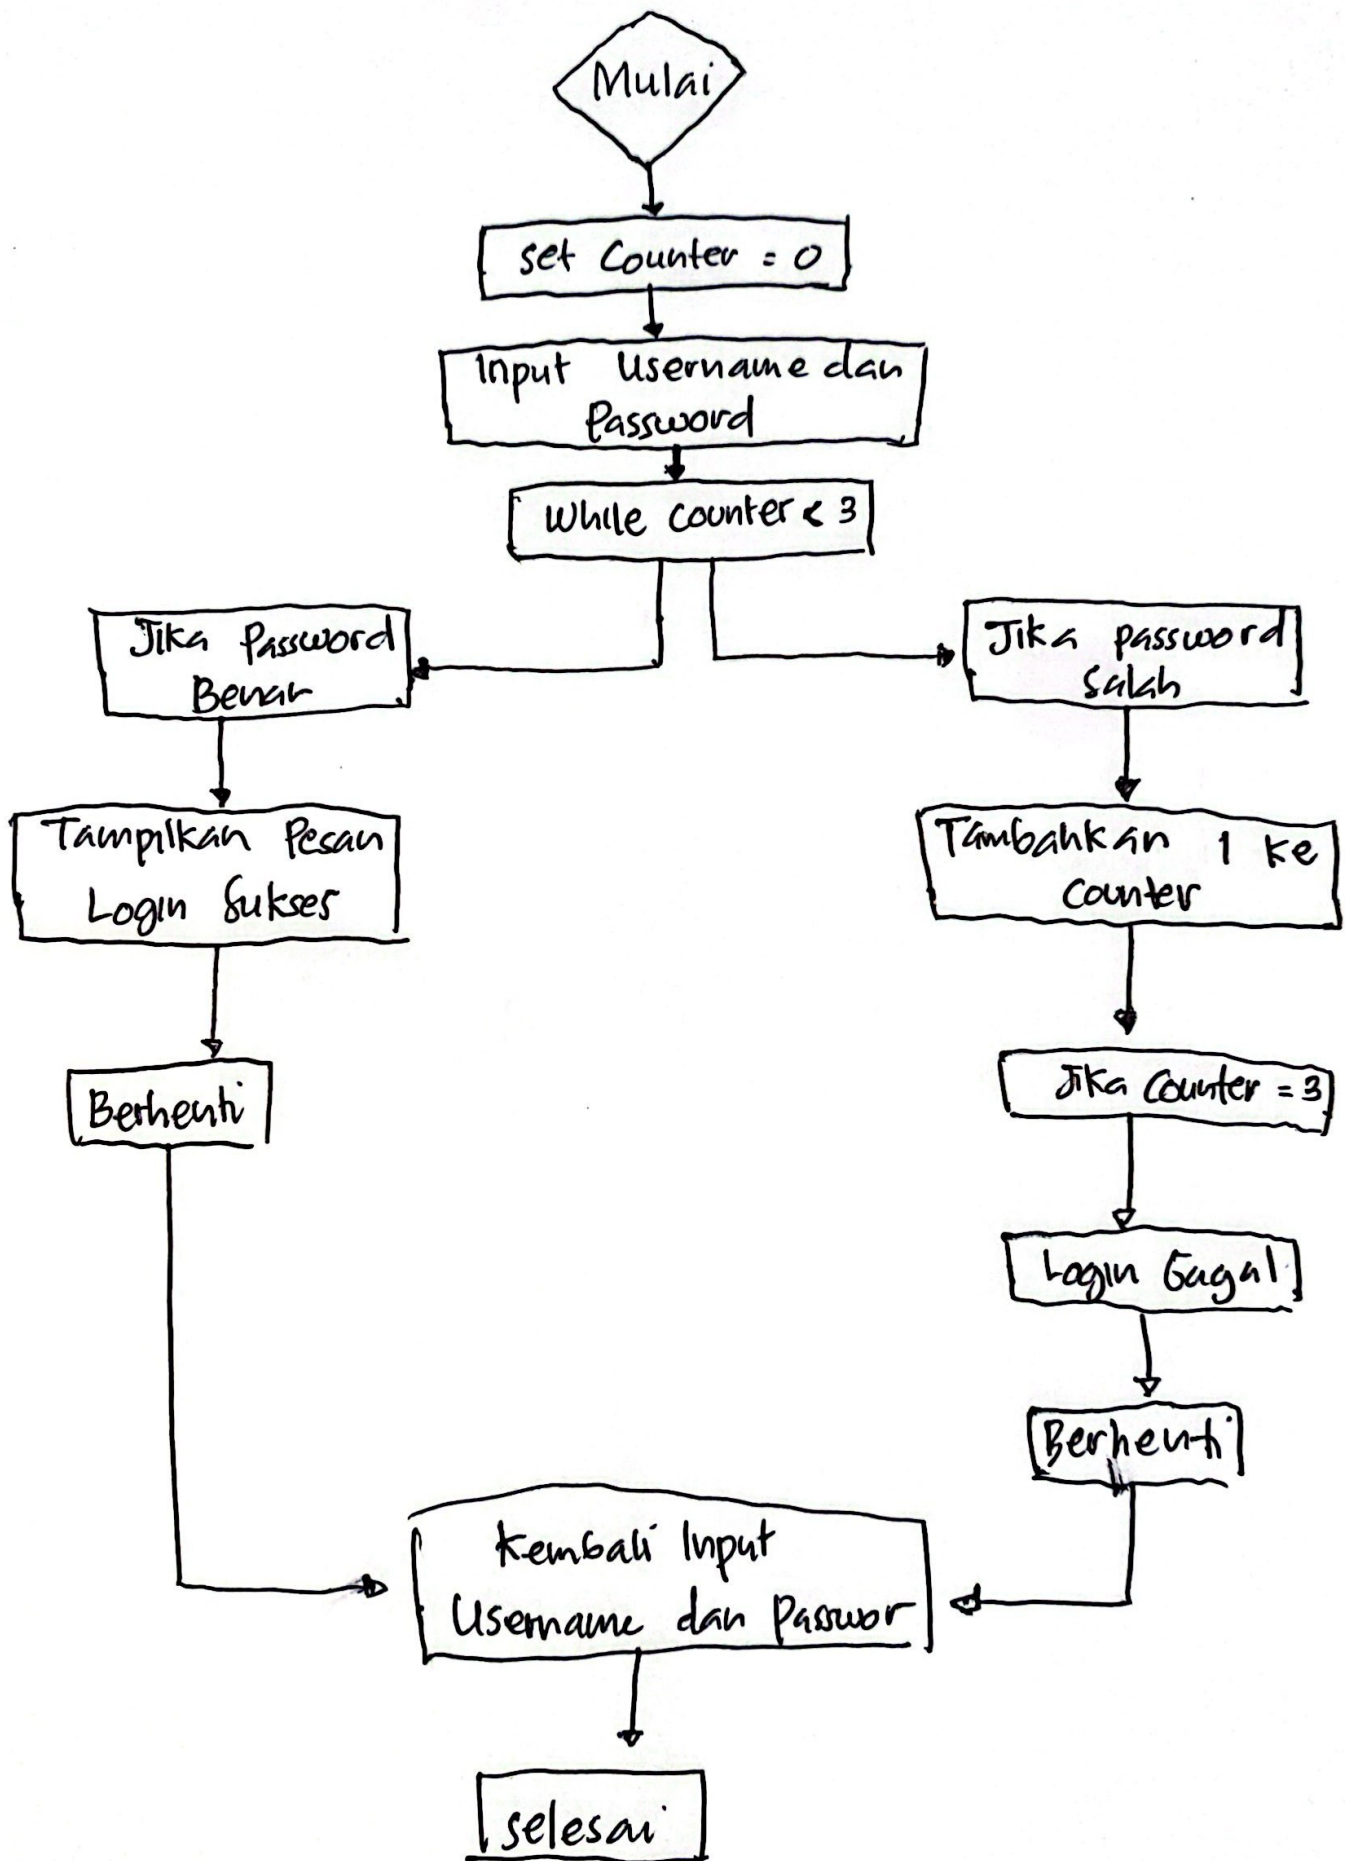 Mulai
set Counter = 0
Input Username dan
Password
While counter < 3
Jika Password
Benar
Jika password
Salah
Tampilkan Pesan
Login Sukses
Tambahkan 1 ke
Counter
Berhenti
Jika Counter = 3
Login Gagal
Berhenti
Kembali Input
Username dan Passwor
selesai